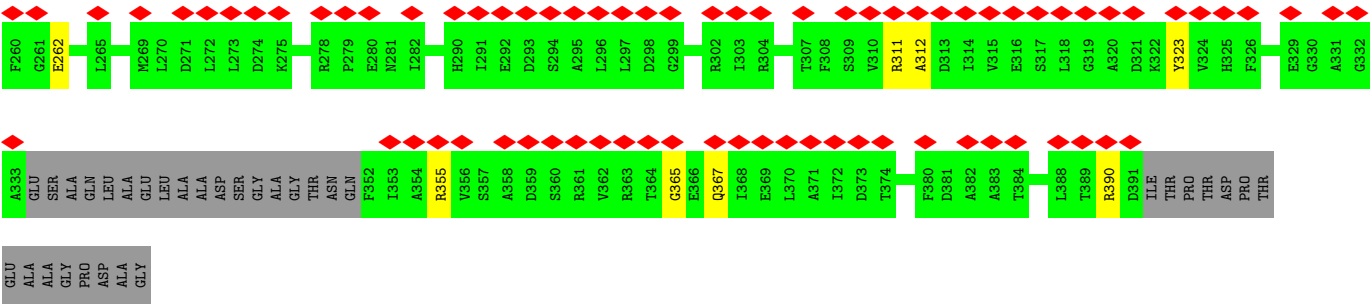 F260 G261 E262 L265 M269 L270 D271 L272 L273 D274 K275 R278 P279 E280 N281 I282 H290 I291 E292 D293 S294 A295 L296 L297 D298 G299 R302 I303 R304 T307 F308 S309 V310 R311 A312 D313 I314 V315 E316 S317 L318 G319 A320 D321 K322 Y323 V324 H325 F326 E329 G330 A331 G332
A333 GLU SER ALA GLN LEU ALA GLU LEU ALA ALA ASP SER GLY ALA GLY THR ASN GLN F352 I353 A354 R355 V356 S357 A358 D359 S360 R361 V362 R363 T364 G365 E366 Q367 I368 E369 L370 A371 I372 D373 T374 F380 D381 A382 A383 T384 L388 T389 R390 D391 ILE THR PRO THR ASP PRO THR
GLU ALA ALA GLY PRO ASP ALA GLY